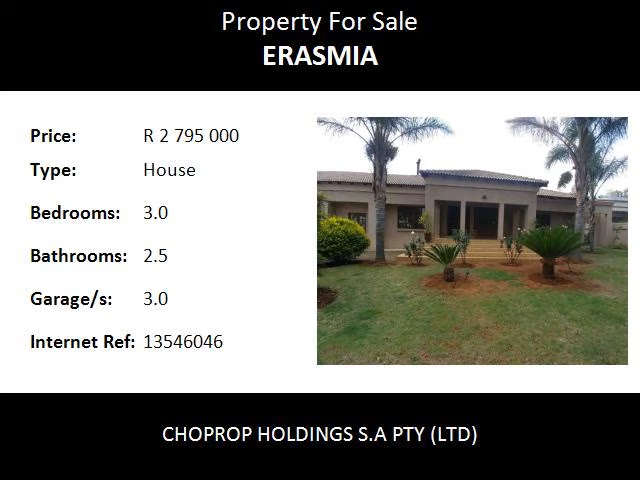 Property For Sale
ERASMIA
Price: R 2 795 000
Type: House
Bedrooms: 3.0
Bathrooms: 2.5
Garage/s: 3.0
Internet Ref: 13546046
CHOPROP HOLDINGS S.A PTY (LTD)